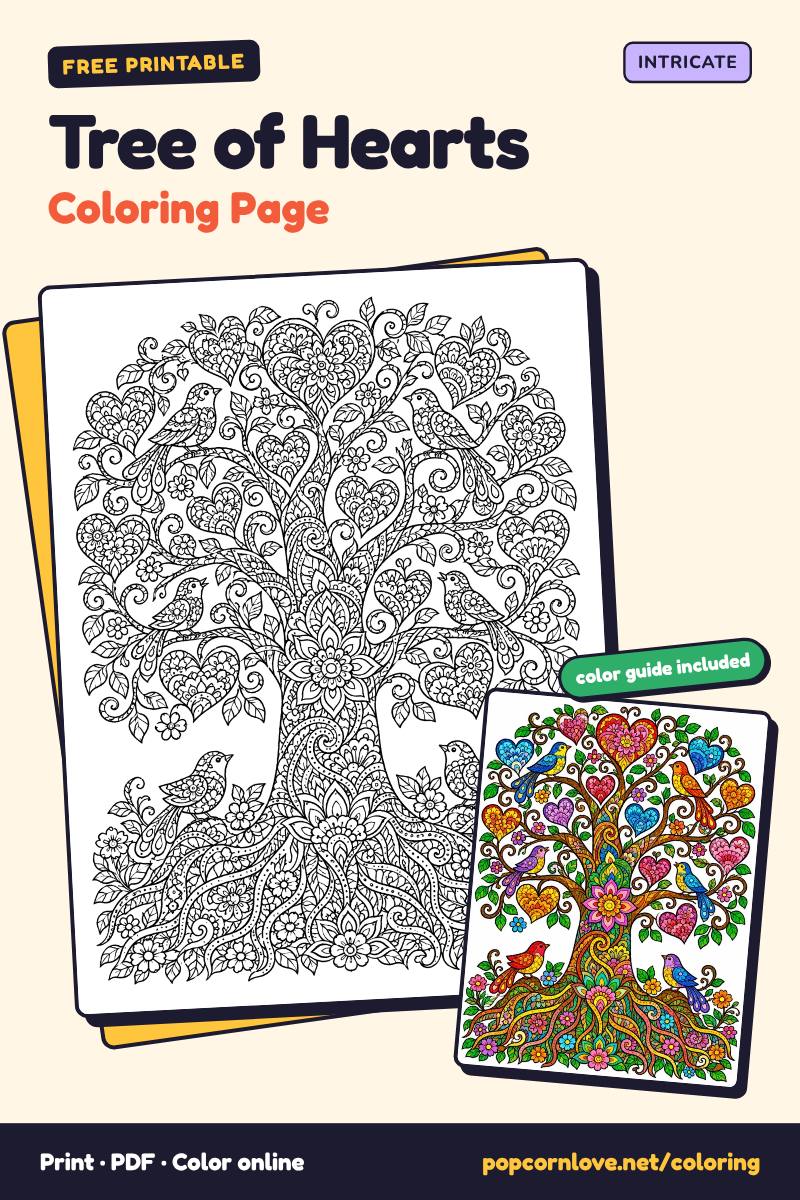 FREE PRINTABLE
INTRICATE
Tree of Hearts
Coloring Page
color guide included
Print · PDF · Color online
popcornlove.net/coloring